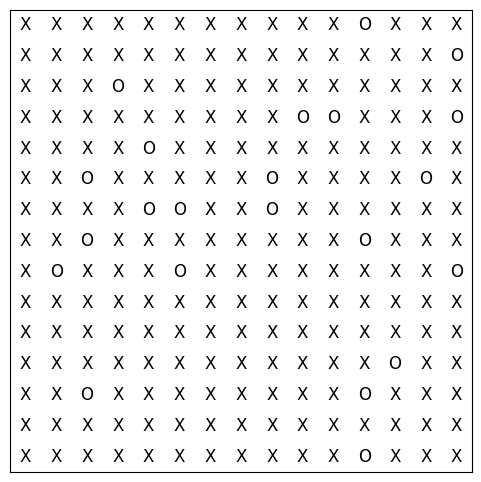 X X X X X X X X X X X O X X X
X X X X X X X X X X X X X X O
X X X O X X X X X X X X X X X
X X X X X X X X X O O X X X O
X X X X O X X X X X X X X X X
X X O X X X X X O X X X X O X
X X X X O O X X O X X X X X X
X X O X X X X X X X X O X X X
X O X X X O X X X X X X X X O
X X X X X X X X X X X X X X X
X X X X X X X X X X X X X X X
X X X X X X X X X X X X O X X
X X O X X X X X X X X O X X X
X X X X X X X X X X X X X X X
X X X X X X X X X X X O X X X